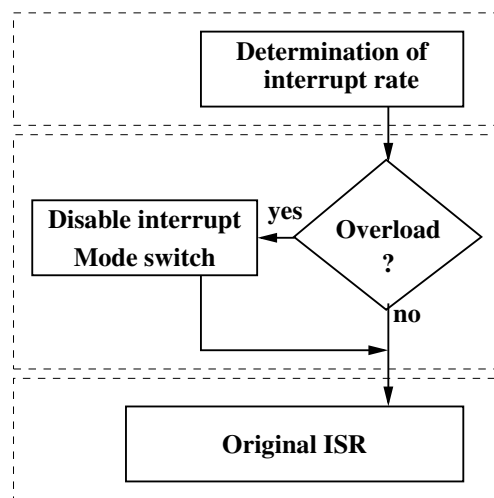 Determination of
interrupt rate
Disable interrupt
Mode switch
yes
Overload
?
no
Original ISR